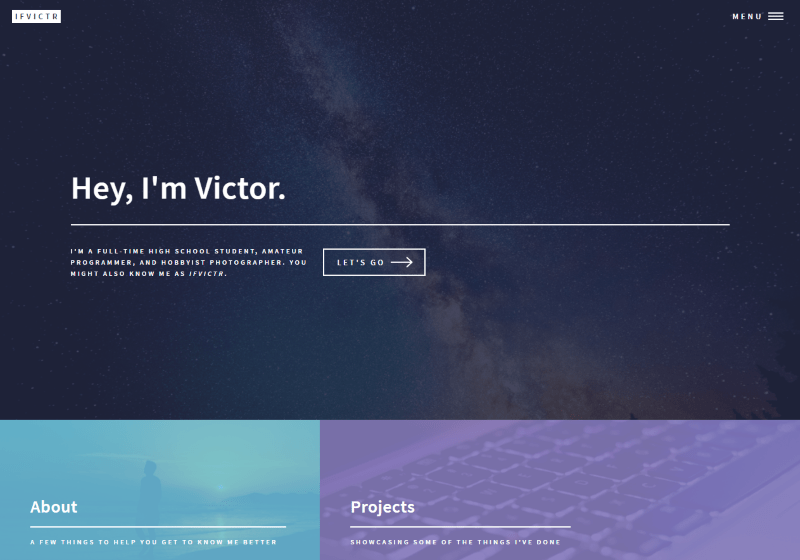 IFVICTR
MENU
Hey, I'm Victor.
I'M A FULL-TIME HIGH SCHOOL STUDENT, AMATEUR
PROGRAMMER, AND HOBBYIST PHOTOGRAPHER. YOU
MIGHT ALSO KNOW ME AS IFVICTR.
LET'S GO
About
A FEW THINGS TO HELP YOU GET TO KNOW ME BETTER
Projects
SHOWCASING SOME OF THE THINGS I'VE DONE